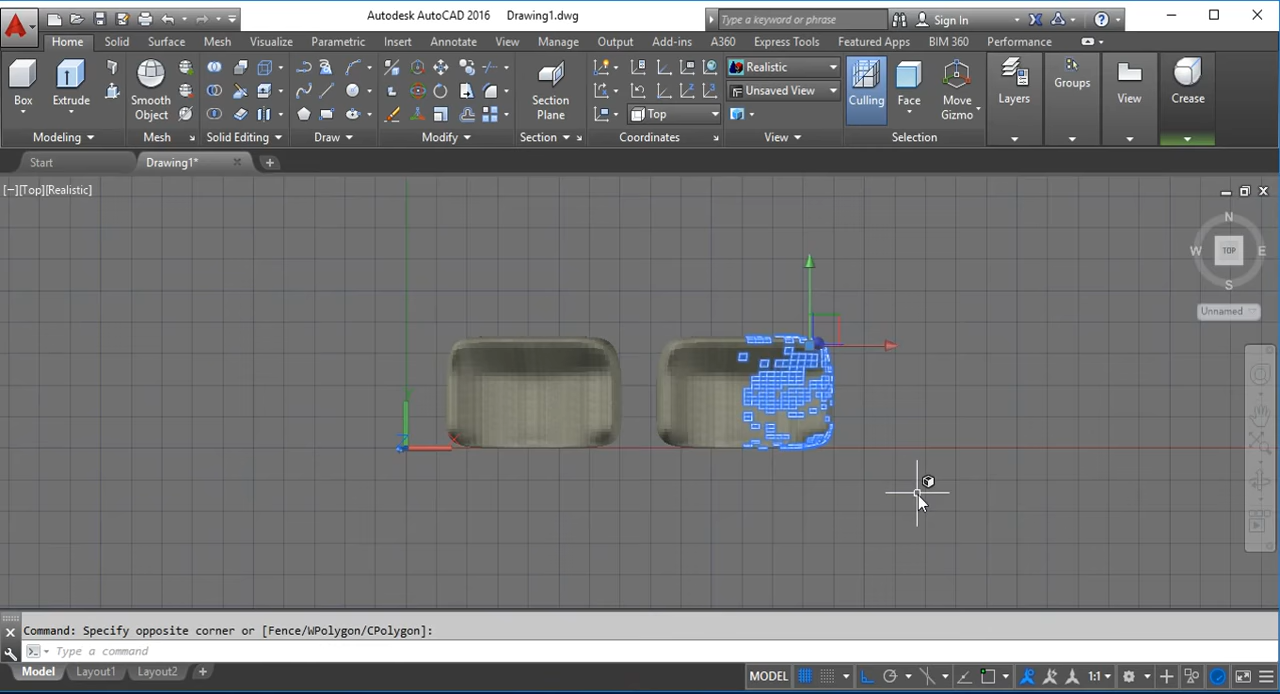 Autodesk AutoCAD 2016 Drawing1.dwg
Type a keyword or phrase
Sign In
Home Solid Surface Mesh Visualize Parametric Insert Annotate View Manage Output Add-ins A360 Express Tools Featured Apps BIM 360 Performance
Box
Extrude
Smooth Object
Section Plane
Realistic
Unsaved View
Top
Culling
Face
Move Gizmo
Layers
Groups
View
Crease
Modeling
Mesh
Solid Editing
Draw
Modify
Section
Coordinates
View
Selection
Start
Drawing1*
[−][Top][Realistic]
N
W TOP E
S
Unnamed
Command: Specify opposite corner or [Fence/WPolygon/CPolygon]:
Type a command
Model Layout1 Layout2
MODEL
1:1